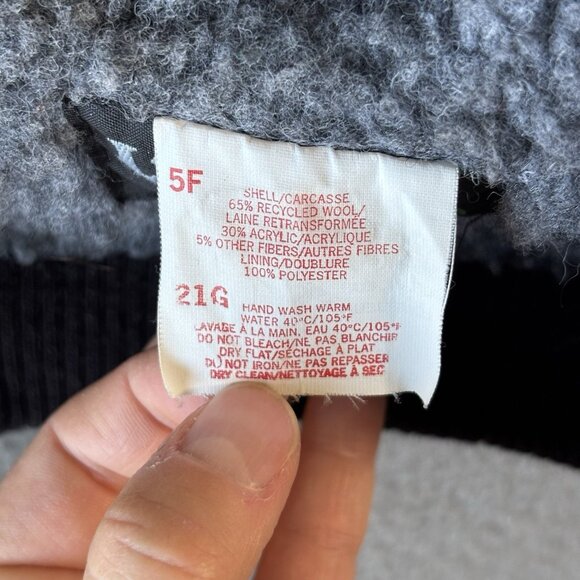 5F
SHELL/CARCASSE
65% RECYCLED WOOL/
LAINE RETRANSFORMÉE
30% ACRYLIC/ACRYLIQUE
5% OTHER FIBERS/AUTRES FIBRES
LINING/DOUBLURE
100% POLYESTER
21G
HAND WASH WARM
WATER 40°C/105°F
LAVAGE À LA MAIN, EAU 40°C/105°F
DO NOT BLEACH/NE PAS BLANCHIR
DRY FLAT/SÉCHAGE À PLAT
DO NOT IRON/NE PAS REPASSER
DRY CLEAN/NETTOYAGE À SEC